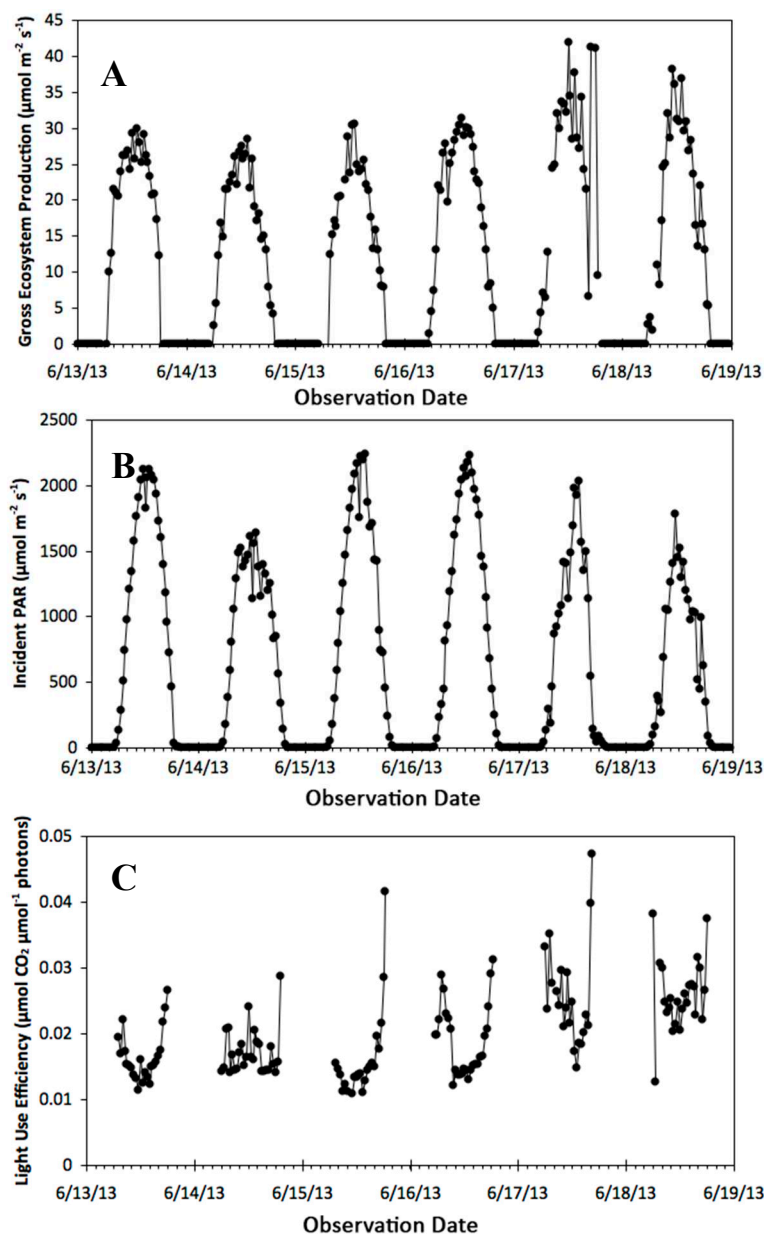 A
Gross Ecosystem Production (µmol m⁻² s⁻¹)
45
40
35
30
25
20
15
10
5
0
6/13/13 6/14/13 6/15/13 6/16/13 6/17/13 6/18/13 6/19/13
Observation Date
B
Incident PAR (µmol m⁻² s⁻¹)
2500
2000
1500
1000
500
0
6/13/13 6/14/13 6/15/13 6/16/13 6/17/13 6/18/13 6/19/13
Observation Date
C
Light Use Efficiency (µmol CO₂ µmol⁻¹ photons)
0.05
0.04
0.03
0.02
0.01
0
6/13/13 6/14/13 6/15/13 6/16/13 6/17/13 6/18/13 6/19/13
Observation Date